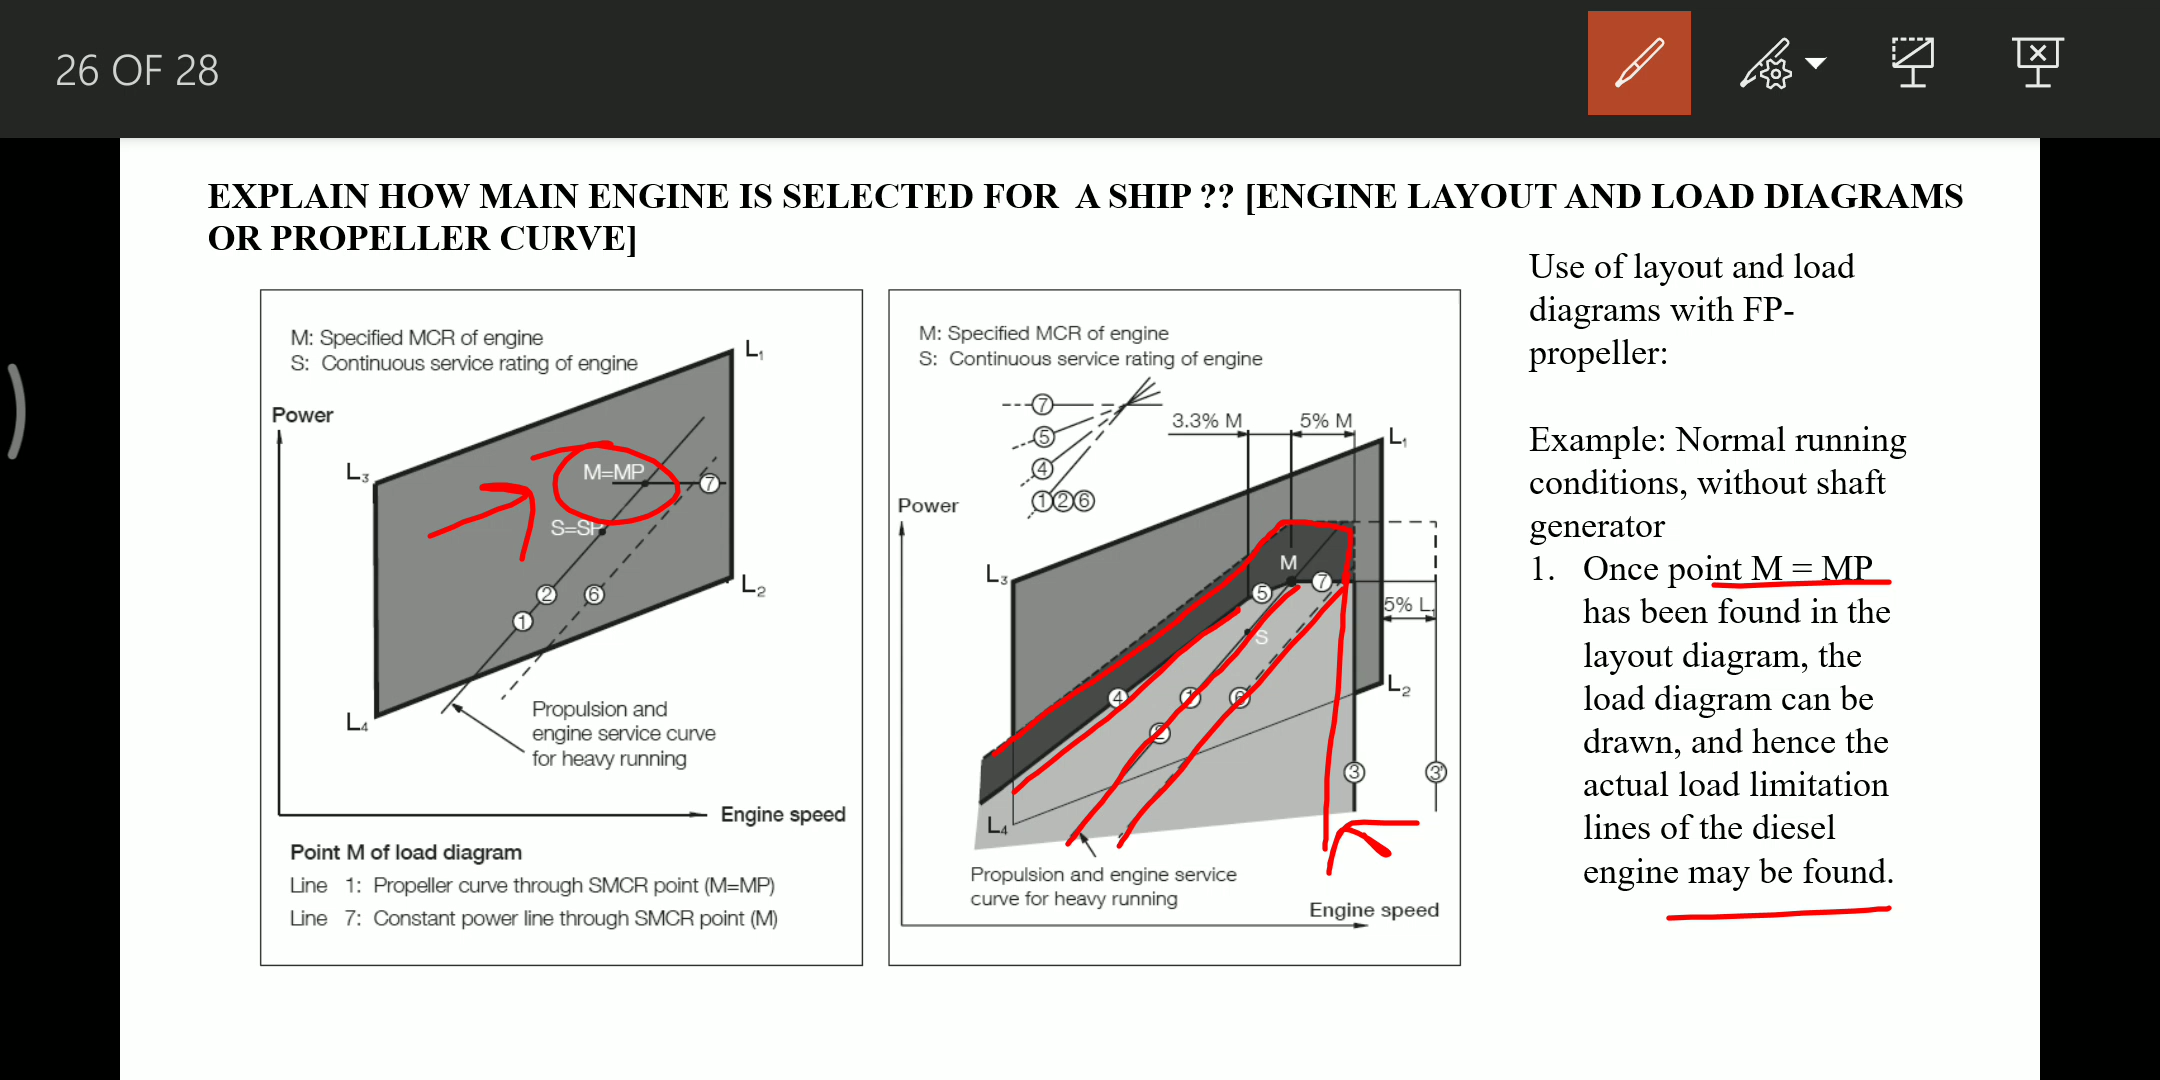 26 OF 28
EXPLAIN HOW MAIN ENGINE IS SELECTED FOR A SHIP ?? [ENGINE LAYOUT AND LOAD DIAGRAMS
OR PROPELLER CURVE]
M: Specified MCR of engine
S: Continuous service rating of engine
L₁
Power
L₃
M=MP
7
S=SP
2
6
1
L₂
L₄
Propulsion and
engine service curve
for heavy running
Engine speed
Point M of load diagram
Line 1: Propeller curve through SMCR point (M=MP)
Line 7: Constant power line through SMCR point (M)
M: Specified MCR of engine
S: Continuous service rating of engine
7
5
4
1 2 6
3.3% M
5% M
L₁
Power
L₃
M
5
7
5% L₁
S
4
1
6
2
L₂
3
3'
L₄
Propulsion and engine service
curve for heavy running
Engine speed
Use of layout and load
diagrams with FP-
propeller:
Example: Normal running
conditions, without shaft
generator
1. Once point M = MP
has been found in the
layout diagram, the
load diagram can be
drawn, and hence the
actual load limitation
lines of the diesel
engine may be found.